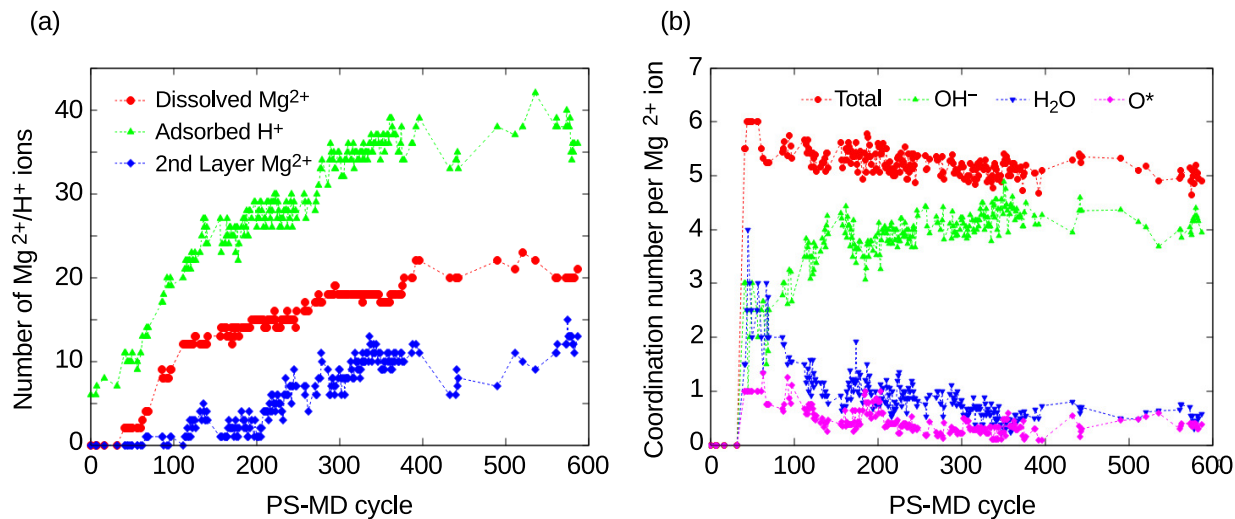 (a)
Number of Mg²⁺/H⁺ ions
40
30
20
10
0
Dissolved Mg²⁺
Adsorbed H⁺
2nd Layer Mg²⁺
0 100 200 300 400 500 600
PS-MD cycle
(b)
Coordination number per Mg ²⁺ ion
7
6
5
4
3
2
1
0
Total OH⁻ H₂O O*
0 100 200 300 400 500 600
PS-MD cycle